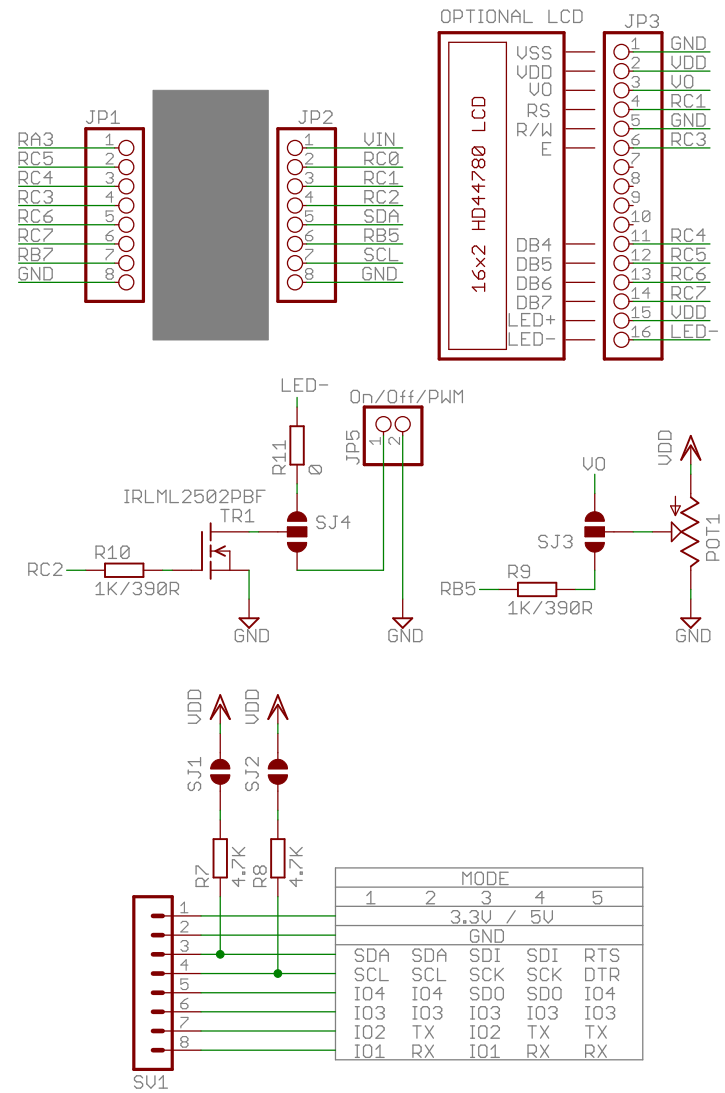 OPTIONAL LCD
JP3
VSS
VDD
VO
RS
R/W
E
DB4
DB5
DB6
DB7
LED+
LED-
16x2 HD44780 LCD
1 GND
2 VDD
3 VO
4 RC1
5 GND
6 RC3
7
8
9
10
11 RC4
12 RC5
13 RC6
14 RC7
15 VDD
16 LED-
JP1
RA3 1
RC5 2
RC4 3
RC3 4
RC6 5
RC7 6
RB7 7
GND 8
JP2
1 VIN
2 RC0
3 RC1
4 RC2
5 SDA
6 RB5
7 SCL
8 GND
LED-
R11
0
On/Off/PWM
JP5
1
2
IRLML2502PBF
TR1
SJ4
RC2
R10
1K/390R
GND
GND
VO
VDD
SJ3
POT1
RB5
R9
1K/390R
GND
VDD
VDD
SJ1
SJ2
R7
4.7K
R8
4.7K
MODE
1 2 3 4 5
1 3.3V / 5V
2 GND
3 SDA SDA SDI SDI RTS
4 SCL SCL SCK SCK DTR
5 IO4 IO4 SDO SDO IO4
6 IO3 IO3 IO3 IO3 IO3
7 IO2 TX IO2 TX TX
8 IO1 RX IO1 RX RX
SV1